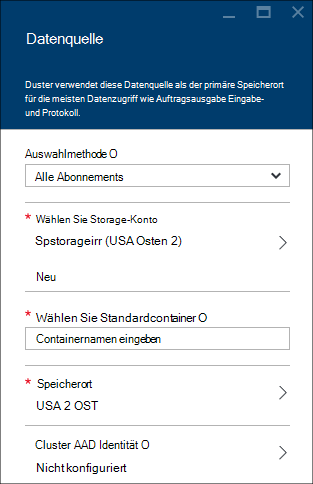 Datenquelle
Duster verwendet diese Datenquelle als der primäre Speicherort
für die meisten Datenzugriff wie Auftragsausgabe Eingabe-
und Protokoll.
Auswahlmethode O
Alle Abonnements
* Wählen Sie Storage-Konto
Spstorageirr (USA Osten 2)
Neu
* Wählen Sie Standardcontainer O
Containernamen eingeben
* Speicherort
USA 2 OST
Cluster AAD Identität O
Nicht konfiguriert